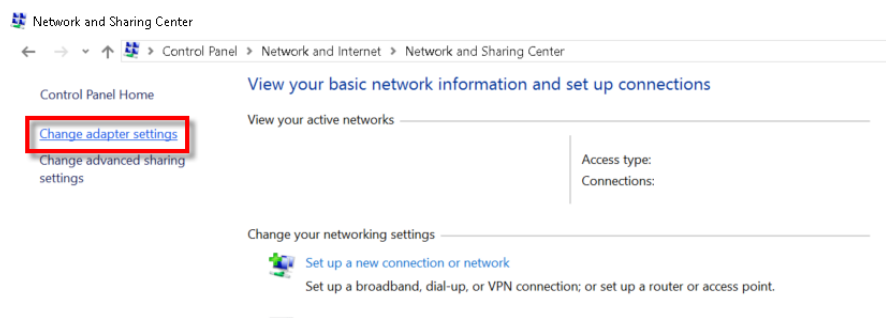 Network and Sharing Center
Control Panel > Network and Internet > Network and Sharing Center
Control Panel Home
Change adapter settings
Change advanced sharing
settings
View your basic network information and set up connections
View your active networks
Access type:
Connections:
Change your networking settings
Set up a new connection or network
Set up a broadband, dial-up, or VPN connection; or set up a router or access point.